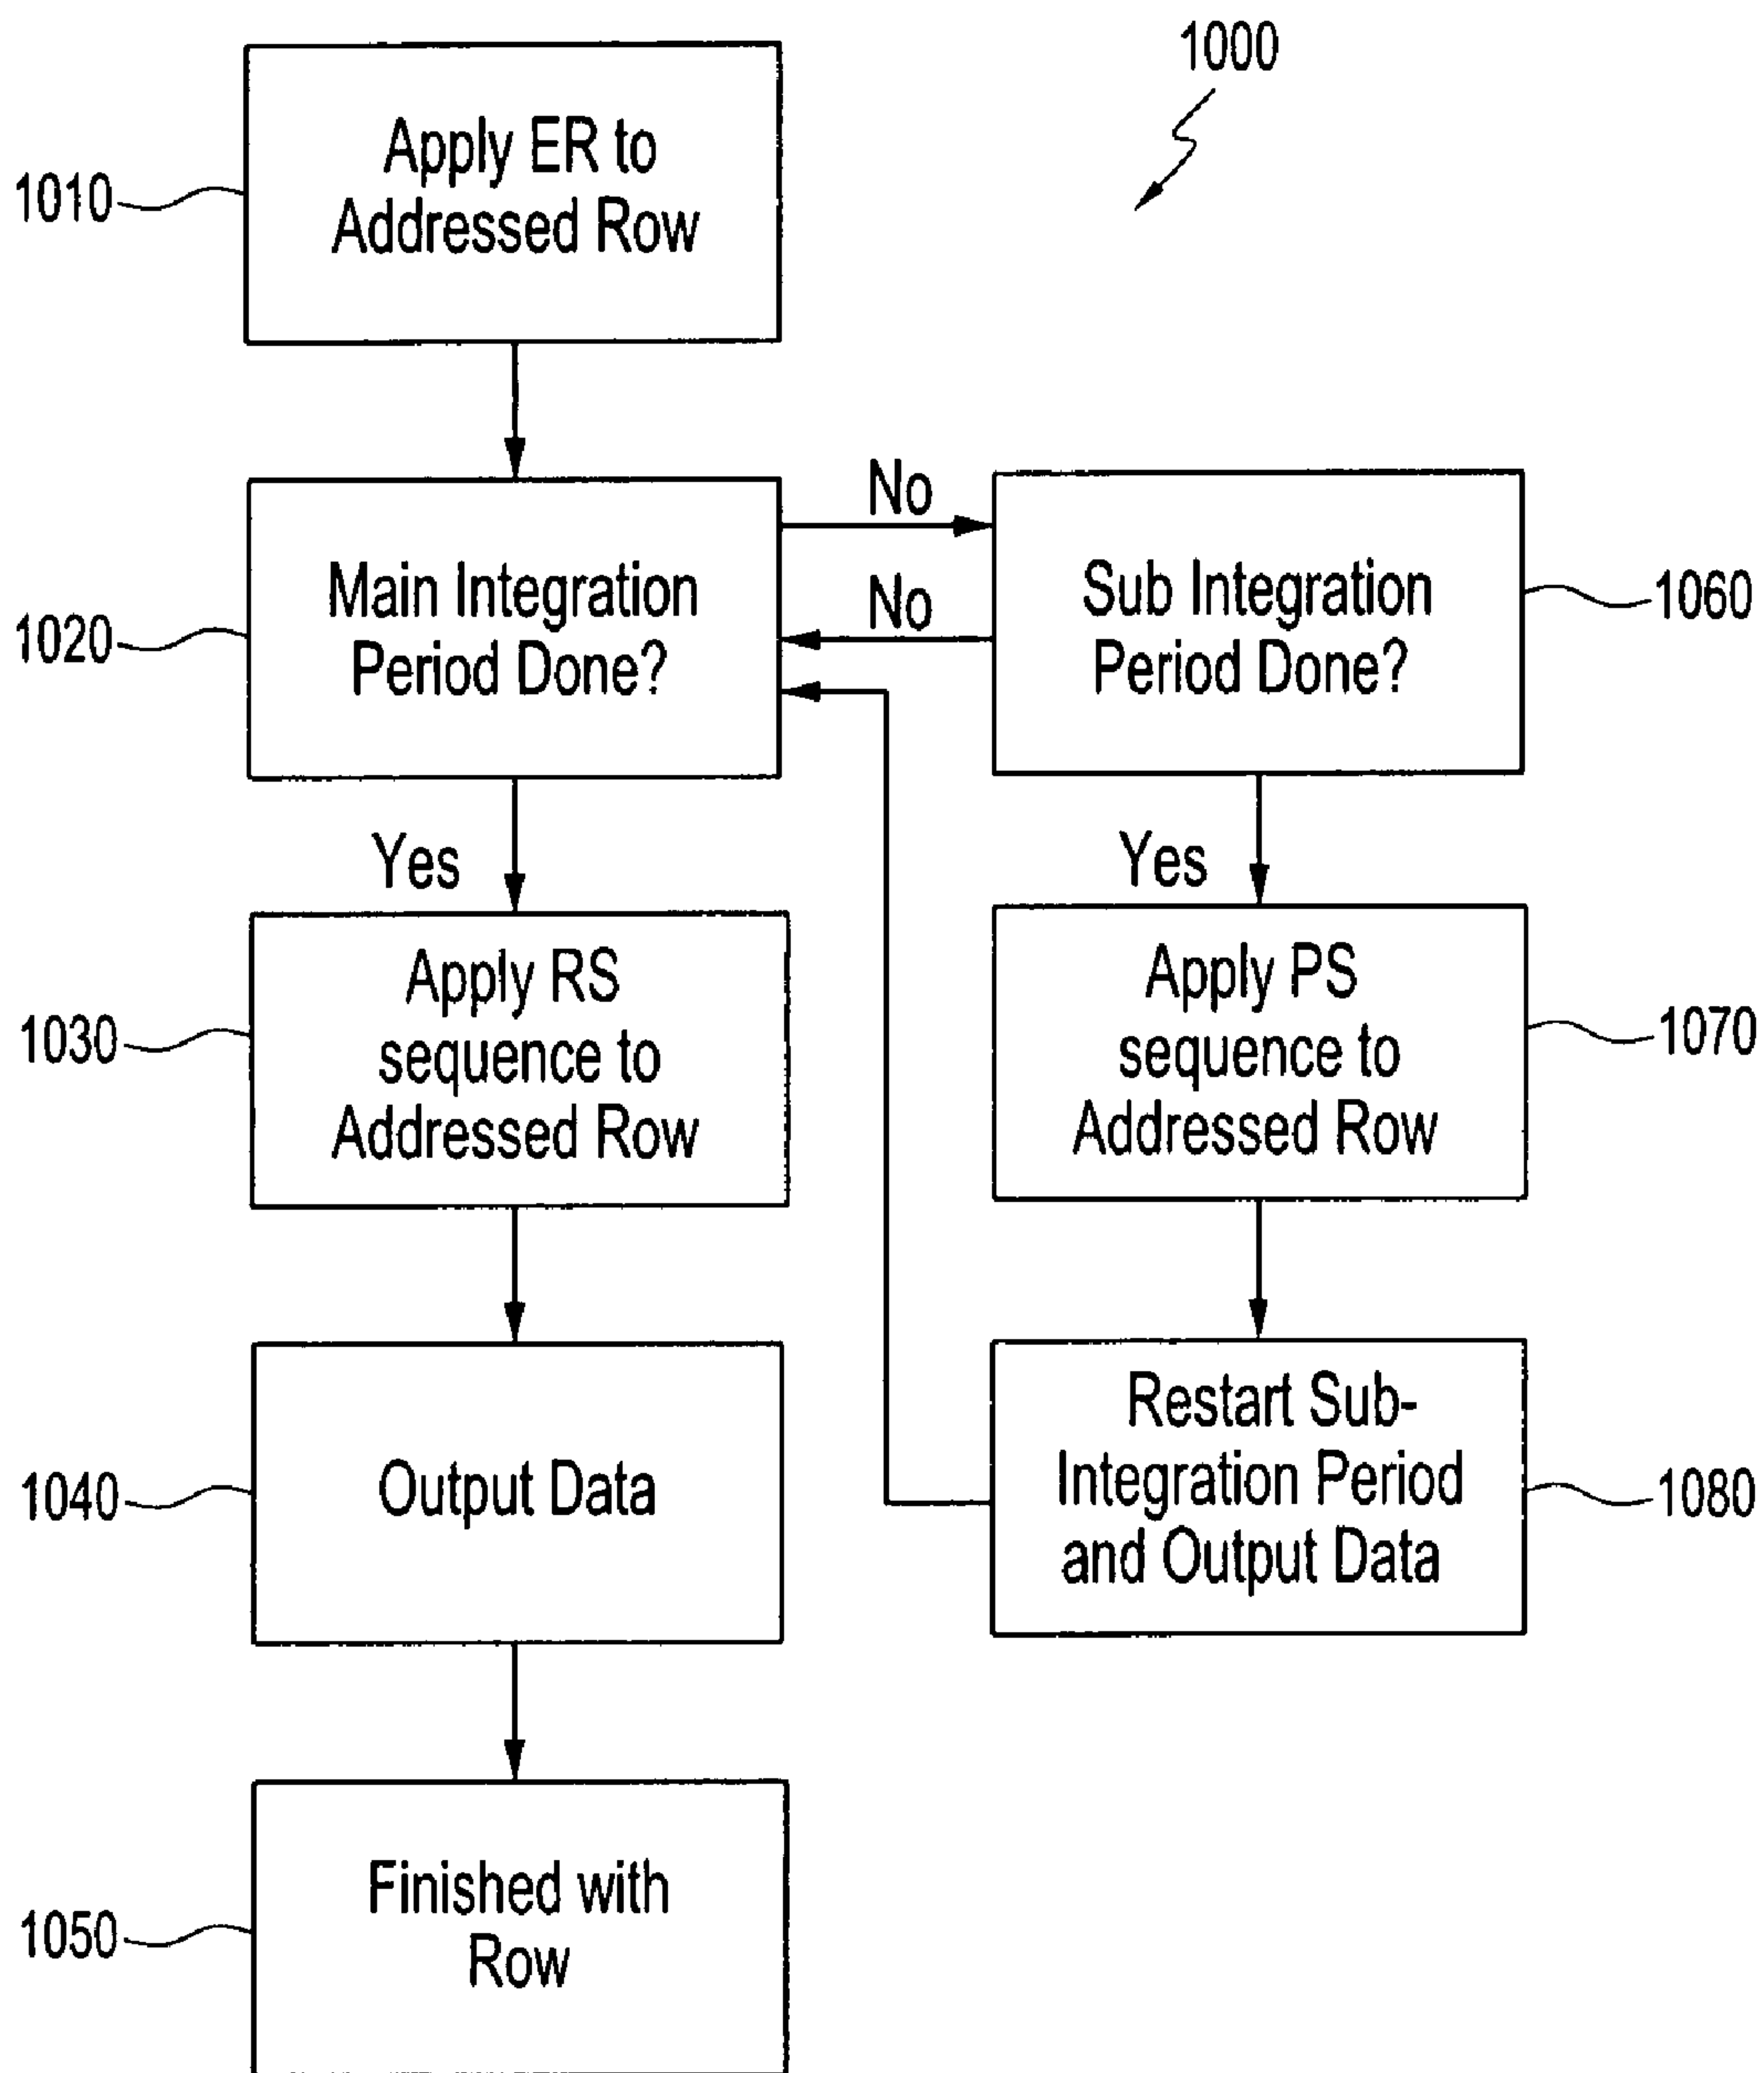 1000
1010
Apply ER to
Addressed Row
1020
Main Integration
Period Done?
No
No
Sub Integration
Period Done?
1060
Yes
Yes
1030
Apply RS
sequence to
Addressed Row
Apply PS
sequence to
Addressed Row
1070
1040
Output Data
Restart Sub-
Integration Period
and Output Data
1080
1050
Finished with
Row